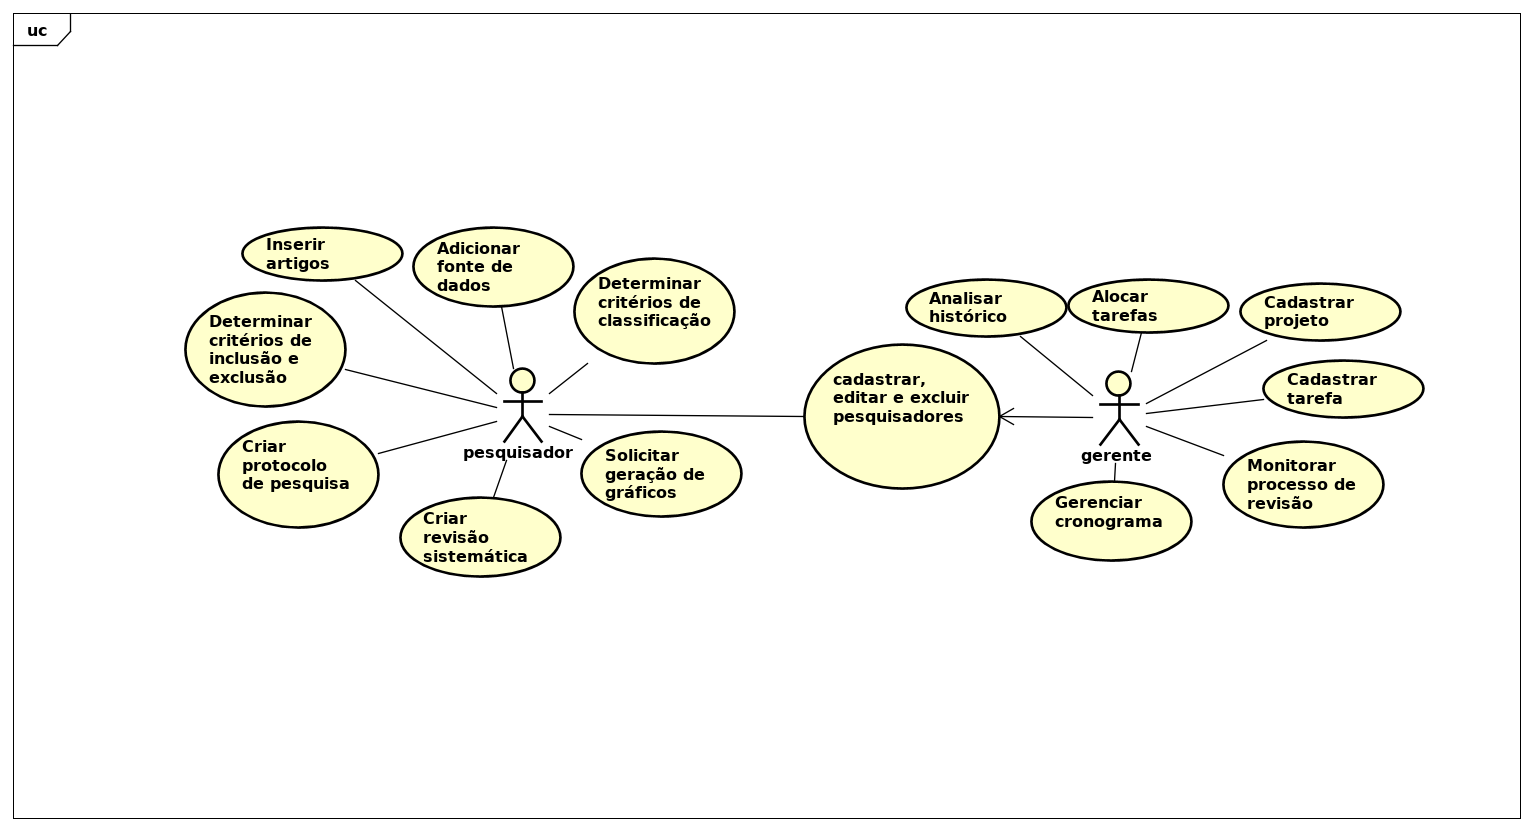 uc
Inserir
artigos
Adicionar
fonte de
dados
Determinar
critérios de
classificação
Determinar
critérios de
inclusão e
exclusão
Criar
protocolo
de pesquisa
pesquisador
Solicitar
geração de
gráficos
Criar
revisão
sistemática
cadastrar,
editar e excluir
pesquisadores
Analisar
histórico
Alocar
tarefas
Cadastrar
projeto
Cadastrar
tarefa
gerente
Monitorar
processo de
revisão
Gerenciar
cronograma